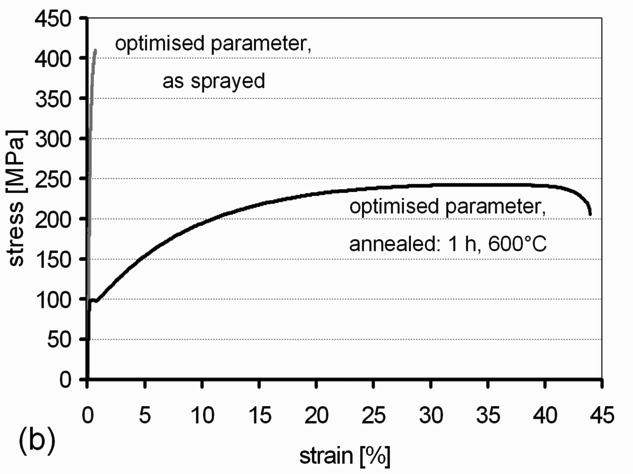 450
400
350
300
250
200
150
100
50
0
stress [MPa]
optimised parameter,
as sprayed
optimised parameter,
annealed: 1 h, 600°C
0 5 10 15 20 25 30 35 40 45
strain [%]
(b)